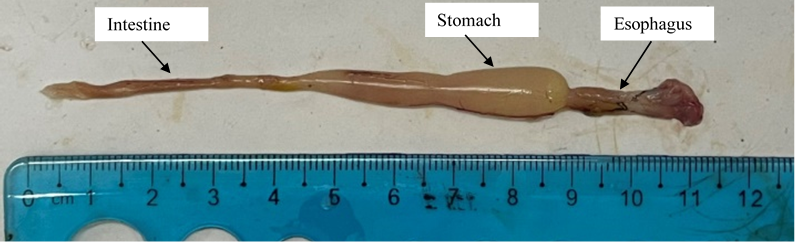 Intestine
Stomach
Esophagus
0 cm 1 2 3 4 5 6 7 8 9 10 11 12